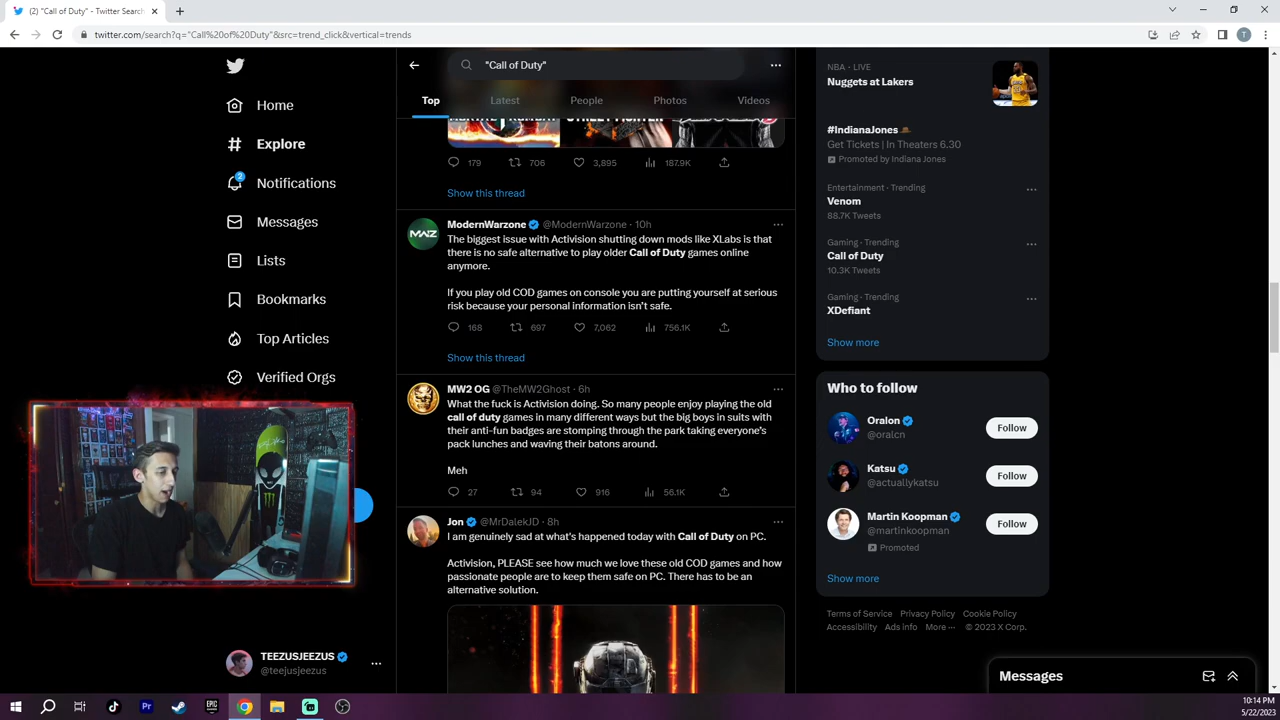 (2) "Call of Duty" - Twitter Search
twitter.com/search?q="Call%20of%20Duty"&src=trend_click&vertical=trends
T
Home
Explore
2
Notifications
Messages
Lists
Bookmarks
Top Articles
Verified Orgs
TEEZUSJEEZUS
@teejusjeezus
"Call of Duty"
Top
Latest
People
Photos
Videos
179
706
3,895
187.9K
Show this thread
MWZ
ModernWarzone @ModernWarzone · 10h
The biggest issue with Activision shutting down mods like XLabs is that
there is no safe alternative to play older Call of Duty games online
anymore.
If you play old COD games on console you are putting yourself at serious
risk because your personal information isn't safe.
168
697
7,062
756.1K
Show this thread
MW2 OG @TheMW2Ghost · 6h
What the fuck is Activision doing. So many people enjoy playing the old
call of duty games in many different ways but the big boys in suits with
their anti-fun badges are stomping through the park taking everyone's
pack lunches and waving their batons around.
Meh
27
94
916
56.1K
Jon @MrDalekJD · 8h
I am genuinely sad at what's happened today with Call of Duty on PC.
Activision, PLEASE see how much we love these old COD games and how
passionate people are to keep them safe on PC. There has to be an
alternative solution.
NBA · LIVE
Nuggets at Lakers
#IndianaJones
Get Tickets | In Theaters 6.30
Promoted by Indiana Jones
Entertainment · Trending
Venom
88.7K Tweets
Gaming · Trending
Call of Duty
10.3K Tweets
Gaming · Trending
XDefiant
Show more
Who to follow
Oralon
@oralcn
Follow
Katsu
@actuallykatsu
Follow
Martin Koopman
@martinkoopman
Follow
Promoted
Show more
Terms of Service Privacy Policy Cookie Policy
Accessibility Ads info More ··· © 2023 X Corp.
Messages
Pr
EPIC
10:14 PM
5/22/2023